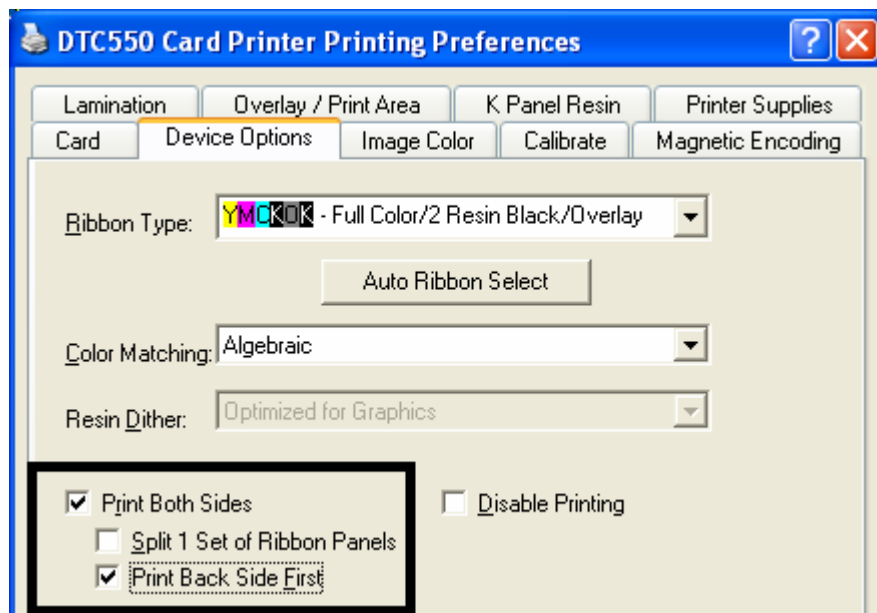 DTC550 Card Printer Printing Preferences
Lamination Overlay / Print Area K Panel Resin Printer Supplies
Card Device Options Image Color Calibrate Magnetic Encoding
Ribbon Type: YMCKOK - Full Color/2 Resin Black/Overlay
Auto Ribbon Select
Color Matching: Algebraic
Resin Dither: Optimized for Graphics
Print Both Sides Disable Printing
Split 1 Set of Ribbon Panels
Print Back Side First